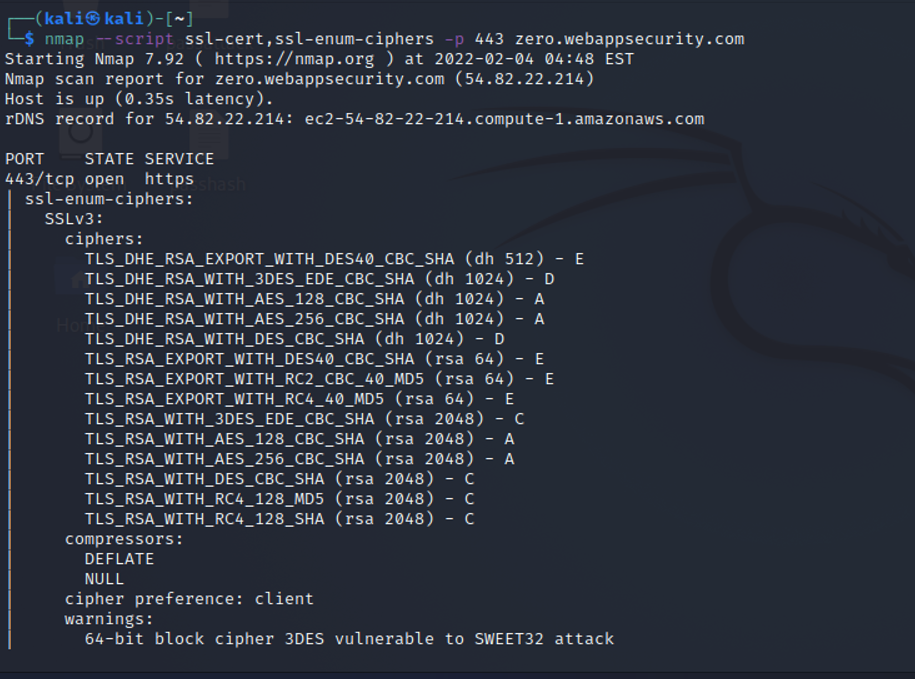 ┌──(kali㉿kali)-[~]
└─$ nmap --script ssl-cert,ssl-enum-ciphers -p 443 zero.webappsecurity.com
Starting Nmap 7.92 ( https://nmap.org ) at 2022-02-04 04:48 EST
Nmap scan report for zero.webappsecurity.com (54.82.22.214)
Host is up (0.35s latency).
rDNS record for 54.82.22.214: ec2-54-82-22-214.compute-1.amazonaws.com

PORT    STATE SERVICE
443/tcp open  https
| ssl-enum-ciphers:
|   SSLv3:
|     ciphers:
|       TLS_DHE_RSA_EXPORT_WITH_DES40_CBC_SHA (dh 512) - E
|       TLS_DHE_RSA_WITH_3DES_EDE_CBC_SHA (dh 1024) - D
|       TLS_DHE_RSA_WITH_AES_128_CBC_SHA (dh 1024) - A
|       TLS_DHE_RSA_WITH_AES_256_CBC_SHA (dh 1024) - A
|       TLS_DHE_RSA_WITH_DES_CBC_SHA (dh 1024) - D
|       TLS_RSA_EXPORT_WITH_DES40_CBC_SHA (rsa 64) - E
|       TLS_RSA_EXPORT_WITH_RC2_CBC_40_MD5 (rsa 64) - E
|       TLS_RSA_EXPORT_WITH_RC4_40_MD5 (rsa 64) - E
|       TLS_RSA_WITH_3DES_EDE_CBC_SHA (rsa 2048) - C
|       TLS_RSA_WITH_AES_128_CBC_SHA (rsa 2048) - A
|       TLS_RSA_WITH_AES_256_CBC_SHA (rsa 2048) - A
|       TLS_RSA_WITH_DES_CBC_SHA (rsa 2048) - C
|       TLS_RSA_WITH_RC4_128_MD5 (rsa 2048) - C
|       TLS_RSA_WITH_RC4_128_SHA (rsa 2048) - C
|     compressors:
|       DEFLATE
|       NULL
|     cipher preference: client
|     warnings:
|       64-bit block cipher 3DES vulnerable to SWEET32 attack